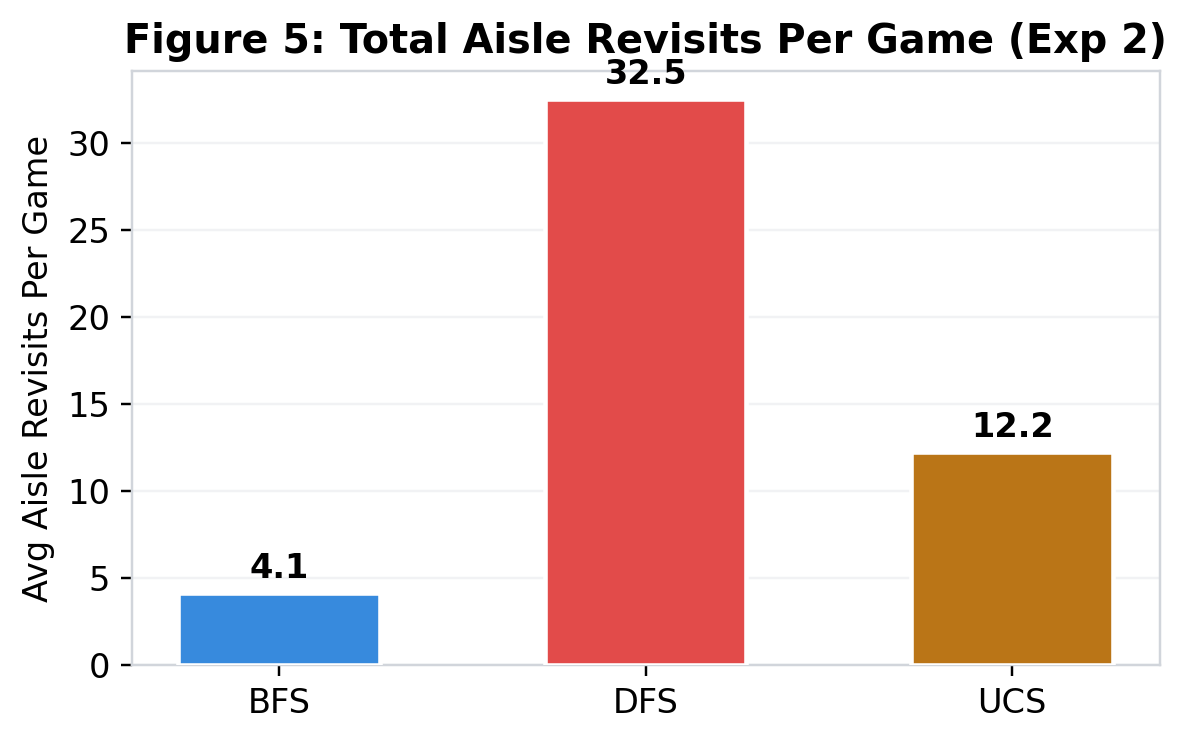 Figure 5: Total Aisle Revisits Per Game (Exp 2)
Avg Aisle Revisits Per Game
30
25
20
15
10
5
0
4.1
32.5
12.2
BFS
DFS
UCS